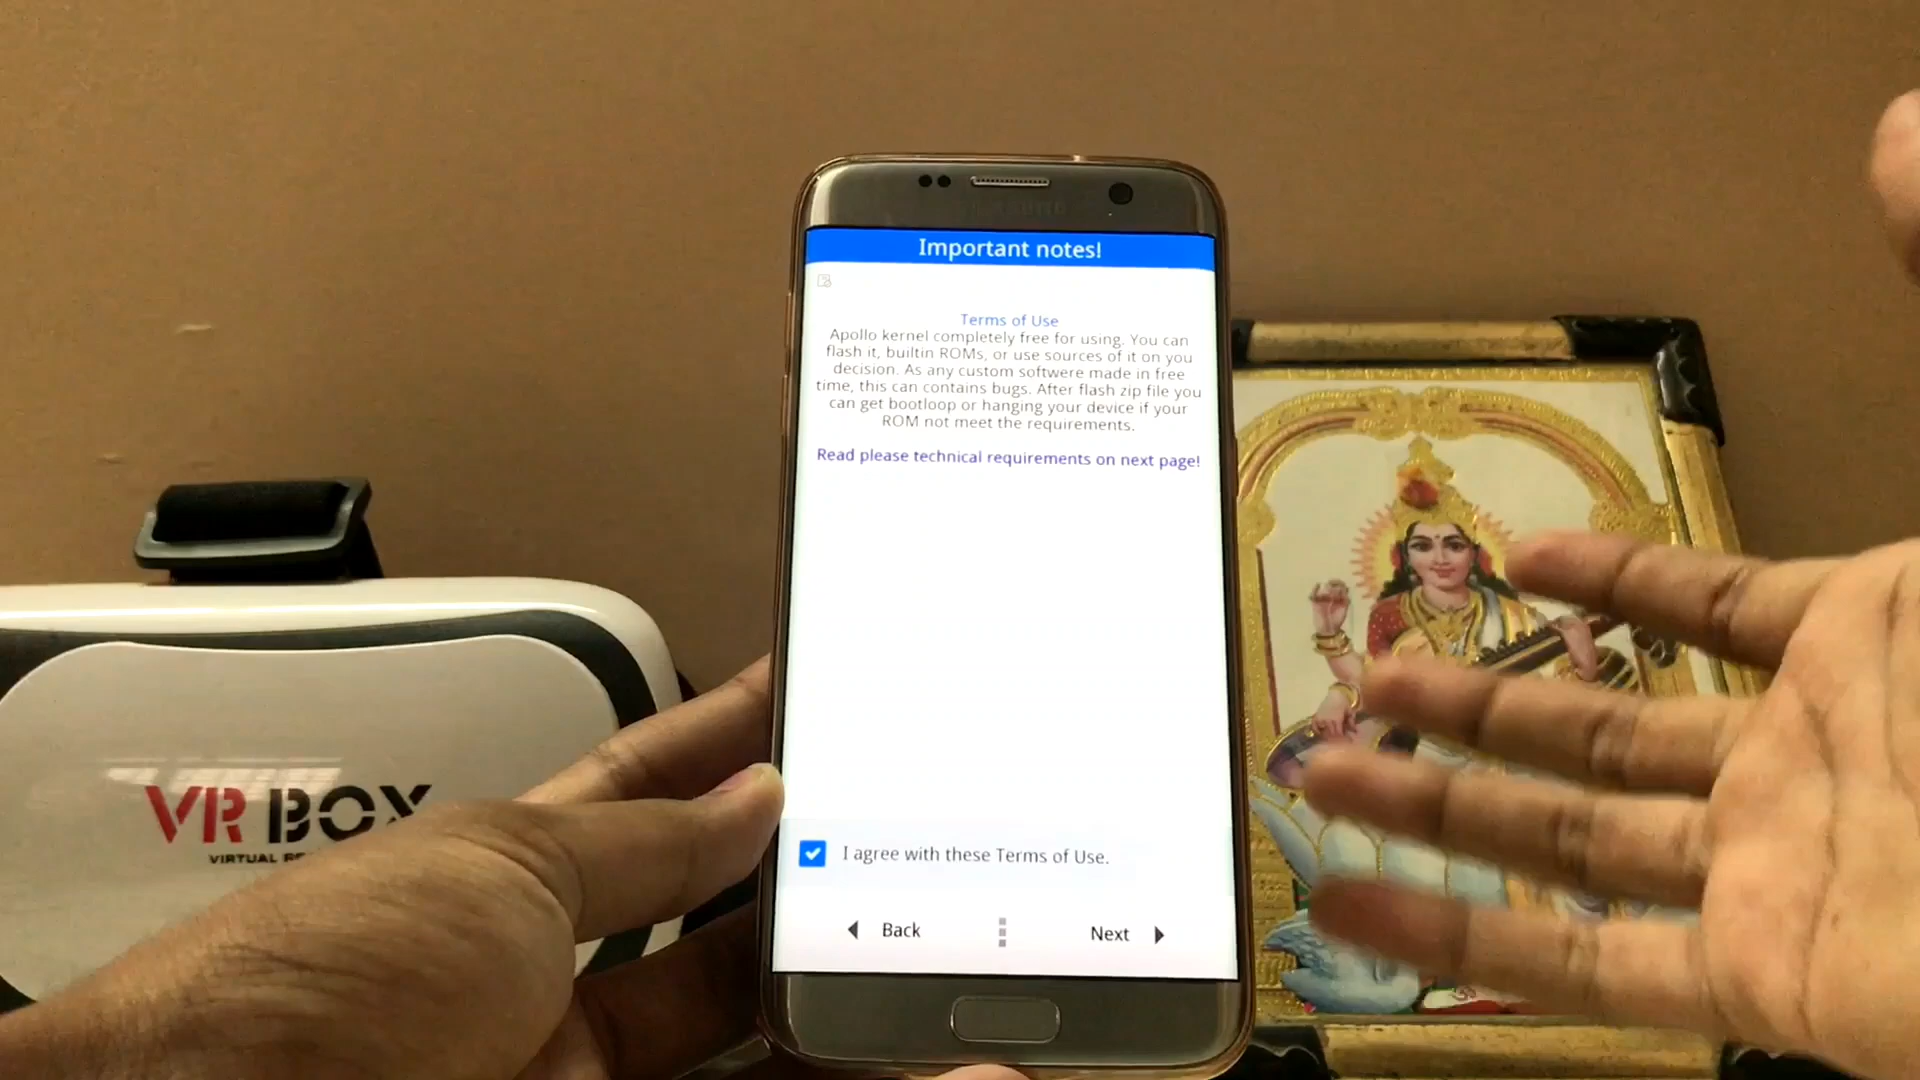 SAMSUNG
Important notes!
Terms of Use
Apollo kernel completely free for using. You can
flash it, builtin ROMs, or use sources of it on you
decision. As any custom softwere made in free
time, this can contains bugs. After flash zip file you
can get bootloop or hanging your device if your
ROM not meet the requirements.
Read please technical requirements on next page!
I agree with these Terms of Use.
Back
Next
VR BOX
VIRTUAL